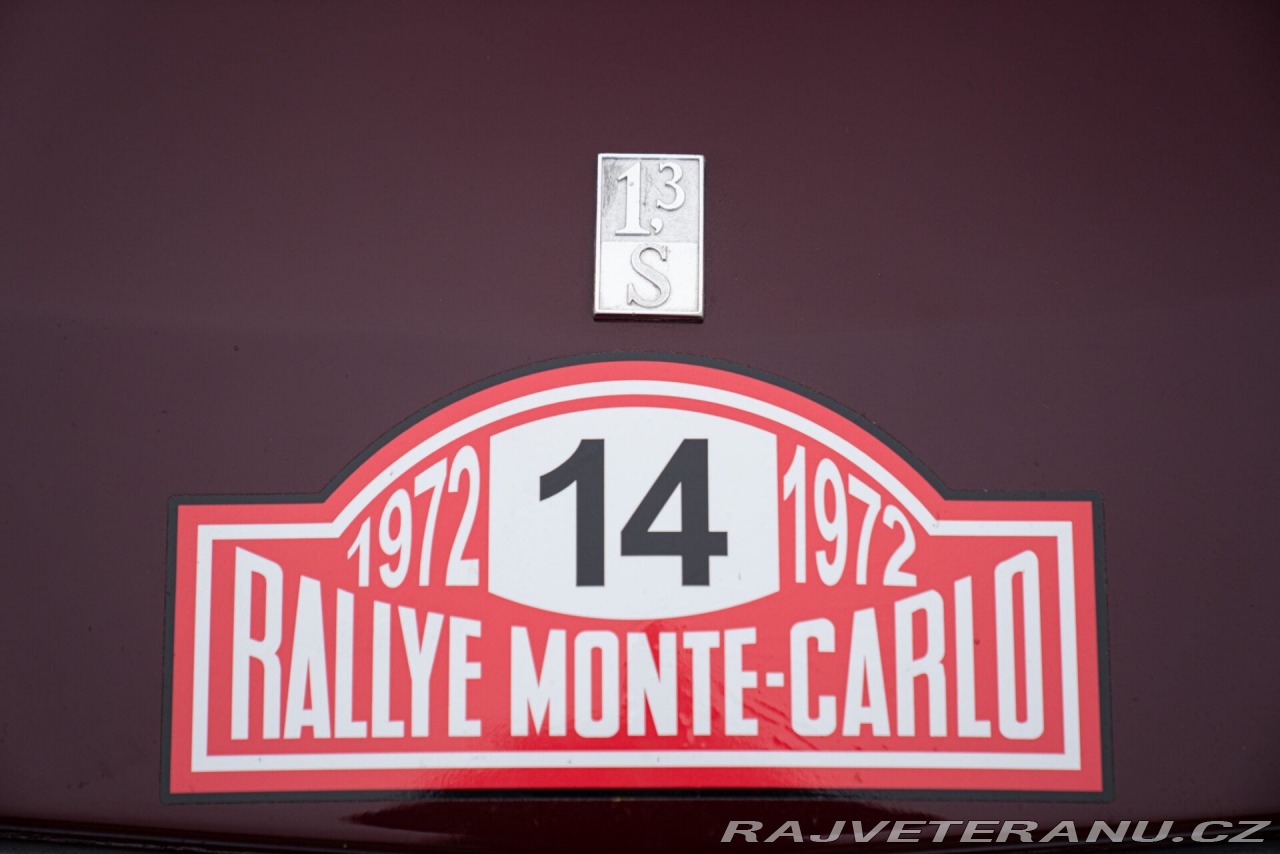 1,3
S
1972 14 1972
RALLYE MONTE-CARLO
RAJVETERANU.CZ